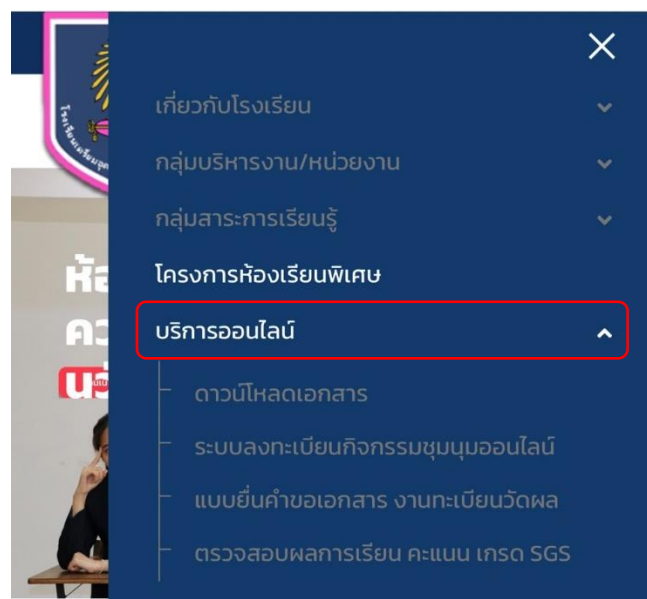 เกี่ยวกับโรงเรียน
กลุ่มบริหารงาน/หน่วยงาน
กลุ่มสาระการเรียนรู้
โครงการห้องเรียนพิเศษ
บริการออนไลน์
ดาวน์โหลดเอกสาร
ระบบลงทะเบียนกิจกรรมชุมนุมออนไลน์
แบบยื่นคำขอเอกสาร งานทะเบียนวัดผล
ตรวจสอบผลการเรียน คะแนน เกรด SGS